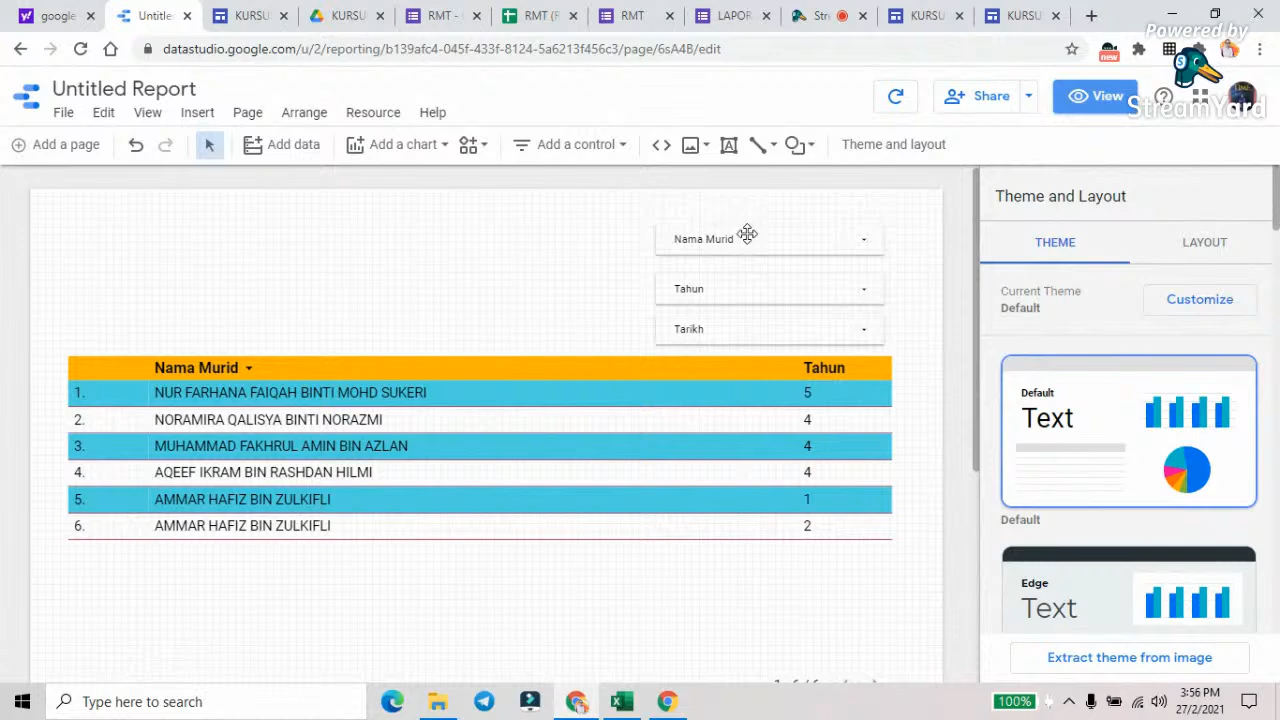 google
Untitle
KURSU
KURSU
RMT -
RMT (F
RMT
LAPOR
Stri
KURSU
KURSU
datastudio.google.com/u/2/reporting/b139afc4-045f-433f-8124-5a6213f456c3/page/6sA4B/edit
new
Powered by
StreamYard
Untitled Report
File Edit View Insert Page Arrange Resource Help
Share
View
Add a page
Add data
Add a chart
Add a control
Theme and layout
Theme and Layout
THEME
LAYOUT
Current Theme
Default
Customize
Nama Murid
Tahun
Tarikh
Nama Murid Tahun
1. NUR FARHANA FAIQAH BINTI MOHD SUKERI 5
2. NORAMIRA QALISYA BINTI NORAZMI 4
3. MUHAMMAD FAKHRUL AMIN BIN AZLAN 4
4. AQEEF IKRAM BIN RASHDAN HILMI 4
5. AMMAR HAFIZ BIN ZULKIFLI 1
6. AMMAR HAFIZ BIN ZULKIFLI 2
Default
Text
Default
Edge
Text
Extract theme from image
Type here to search
100%
3:56 PM
27/2/2021